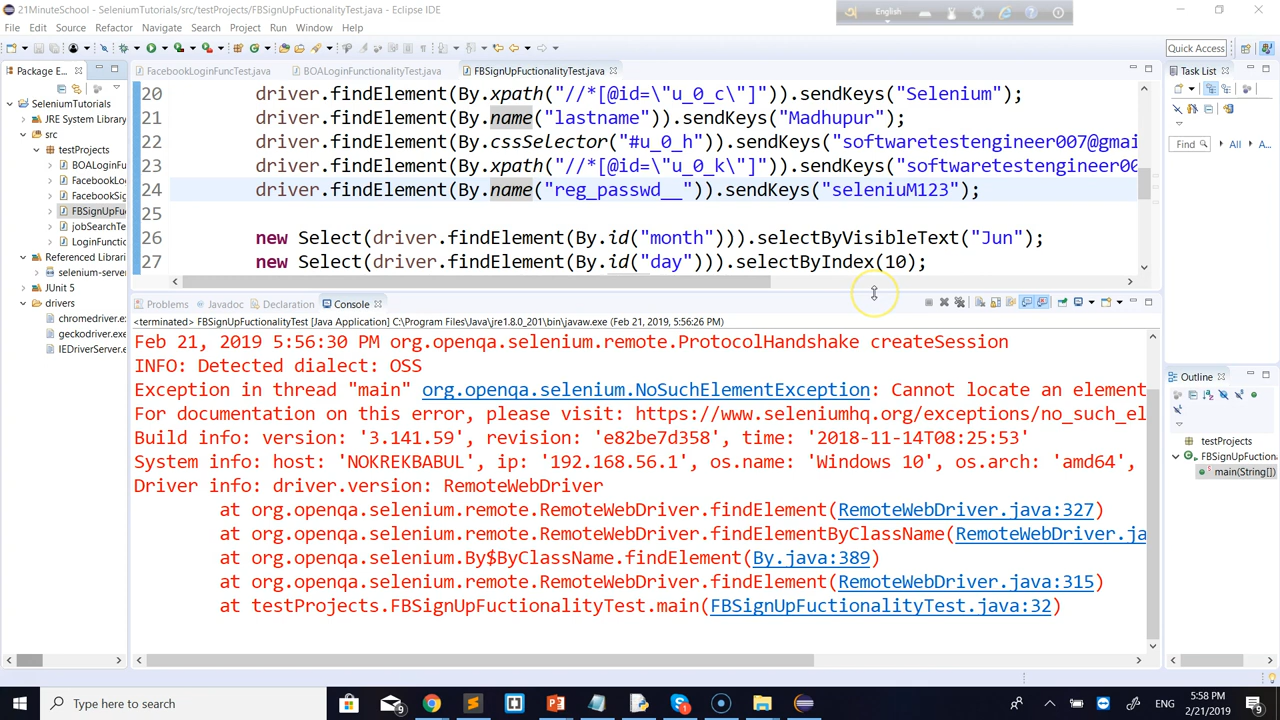 21MinuteSchool - SeleniumTutorials/src/testProjects/FBSignUpFuctionalityTest.java - Eclipse IDE
English
File Edit Source Refactor Navigate Search Project Run Window Help
Quick Access
Package E...
FacebookLoginFuncTest.java
BOALoginFunctionalityTest.java
FBSignUpFuctionalityTest.java
Task List
SeleniumTutorials
JRE System Library
src
testProjects
BOALoginFu
FacebookLo
FacebookSig
FBSignUpFu
jobSearchTe
LoginFunctic
Referenced Librari
selenium-server
JUnit 5
drivers
chromedriver.e
geckodriver.ex
IEDriverServer.e
20 driver.findElement(By.xpath("//*[@id=\"u_0_c\"]")).sendKeys("Selenium");
21 driver.findElement(By.name("lastname")).sendKeys("Madhupur");
22 driver.findElement(By.cssSelector("#u_0_h")).sendKeys("softwaretestengineer007@gmai
23 driver.findElement(By.xpath("//*[@id=\"u_0_k\"]")).sendKeys("softwaretestengineer00
24 driver.findElement(By.name("reg_passwd__")).sendKeys("seleniuM123");
25
26 new Select(driver.findElement(By.id("month"))).selectByVisibleText("Jun");
27 new Select(driver.findElement(By.id("day"))).selectByIndex(10);
Find All A...
Problems Javadoc Declaration Console
<terminated> FBSignUpFuctionalityTest [Java Application] C:\Program Files\Java\jre1.8.0_201\bin\javaw.exe (Feb 21, 2019, 5:56:26 PM)
Feb 21, 2019 5:56:30 PM org.openqa.selenium.remote.ProtocolHandshake createSession
INFO: Detected dialect: OSS
Exception in thread "main" org.openqa.selenium.NoSuchElementException: Cannot locate an element
For documentation on this error, please visit: https://www.seleniumhq.org/exceptions/no_such_el
Build info: version: '3.141.59', revision: 'e82be7d358', time: '2018-11-14T08:25:53'
System info: host: 'NOKREKBABUL', ip: '192.168.56.1', os.name: 'Windows 10', os.arch: 'amd64',
Driver info: driver.version: RemoteWebDriver
at org.openqa.selenium.remote.RemoteWebDriver.findElement(RemoteWebDriver.java:327)
at org.openqa.selenium.remote.RemoteWebDriver.findElementByClassName(RemoteWebDriver.ja
at org.openqa.selenium.By$ByClassName.findElement(By.java:389)
at org.openqa.selenium.remote.RemoteWebDriver.findElement(RemoteWebDriver.java:315)
at testProjects.FBSignUpFuctionalityTest.main(FBSignUpFuctionalityTest.java:32)
Outline
testProjects
FBSignUpFuctiona
main(String[])
Type here to search
ENG
5:58 PM
2/21/2019